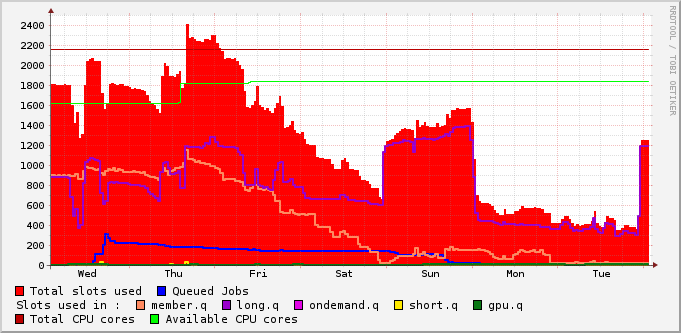 2400
2200
2000
1800
1600
1400
1200
1000
800
600
400
200
0
Wed Thu Fri Sat Sun Mon Tue
Total slots used Queued Jobs
Slots used in : member.q long.q ondemand.q short.q gpu.q
Total CPU cores Available CPU cores
RRDTOOL / TOBI OETIKER